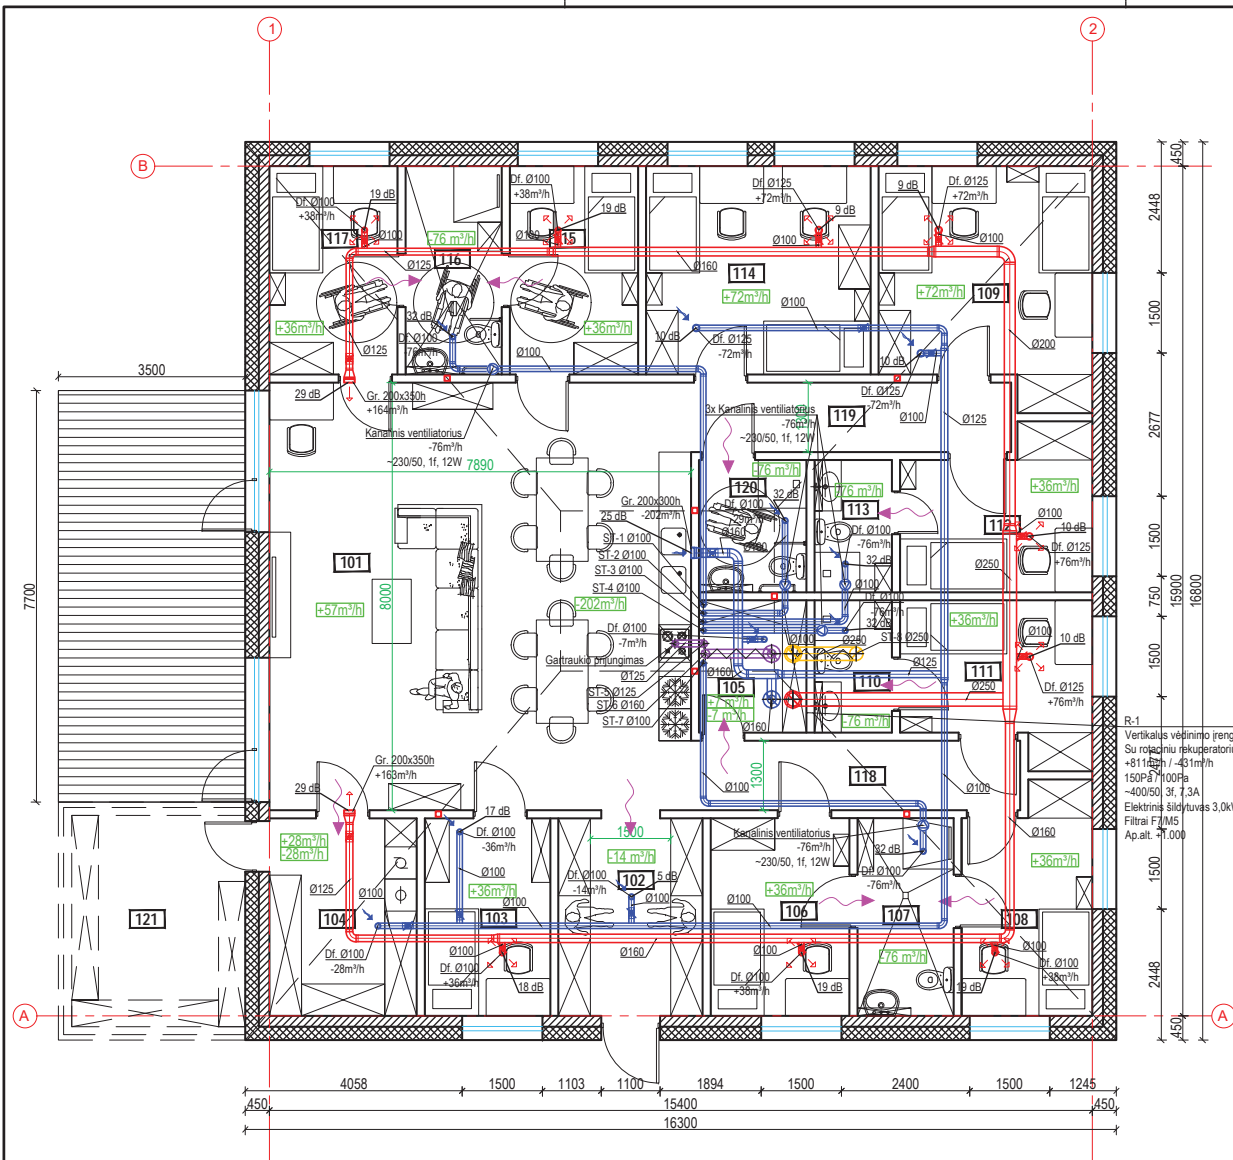 1
2
B
Df. Ø100
+38m³/h
19 dB
Ø100
117
Ø125
-76 m³/h
116
Df. Ø100
+38m³/h
19 dB
Ø100
115
Df. Ø125
+72m³/h
9 dB
Ø100
Ø160
114
+72m³/h
9 dB
Df. Ø125
+72m³/h
Ø100
109
+72m³/h
+36m³/h
32 dB
Df. Ø100
-76m³/h
Ø125
+36m³/h
Ø100
10 dB
Df. Ø125
-72m³/h
Ø100
10 dB
Df. Ø125
-72m³/h
Ø100
Ø200
Ø125
3500
29 dB
Gr. 200x350h
+164m³/h
Kanalinis ventiliatorius
-76m³/h
~230/50, 1f, 12W
7890
3x Kanalinis ventiliatorius
-76m³/h
~230/50, 1f, 12W
119
-76 m³/h
120
32 dB
-76 m³/h
113
+36m³/h
Gr. 200x300h
-202m³/h
25 dB
ST-1 Ø100
ST-2 Ø100
ST-3 Ø100
ST-4 Ø100
Df. Ø100
Ø160
Df. Ø100
-76m³/h
32 dB
Ø100
Df. Ø100
-76m³/h
32 dB
112
Ø100
10 dB
Df. Ø125
+76m³/h
Ø250
101
+57m³/h
8000
-202m³/h
Df. Ø100
-7m³/h
Gartraukio prijungimas
Ø125
ST-5 Ø125
ST-6 Ø160
ST-7 Ø100
Ø100
Ø250
ST-8 Ø250
Ø125
+36m³/h
Ø100
10 dB
111
Df. Ø125
+76m³/h
Ø250
Ø160
105
+7 m³/h
-7 m³/h
Ø160
110
-76 m³/h
R-1
Vertikalus vėdinimo įreng
Su rotaciniu rekuperatoriu
+811m³/h / -431m³/h
150Pa / 100Pa
~400/50, 3f, 7,3A
Elektrinis šildytuvas 3,0kW
Filtrai F7/M5
Ap.alt. +1.000
7700
Gr. 200x350h
+163m³/h
29 dB
1300
Ø100
118
Ø160
+28m³/h
-28m³/h
17 dB
Df. Ø100
-36m³/h
Ø100
+36m³/h
1500
-14 m³/h
102
5 dB
Df. Ø100
-14m³/h
Ø100
Kanalinis ventiliatorius
-76m³/h
~230/50, 1f, 12W
32 dB
Df. Ø100
-76m³/h
+36m³/h
+36m³/h
121
Ø125
Ø100
104
Df. Ø100
-28m³/h
103
Ø100
Df. Ø100
+36m³/h
18 dB
Ø160
106
Ø100
Ø100
Df. Ø100
+38m³/h
19 dB
107
-76 m³/h
108
Ø100
Df. Ø100
+38m³/h
19 dB
A
A
450
2448
1500
2677
1500
750
1500
2477
1500
2448
450
15900
16800
4058
1500
1103
1100
1894
1500
2400
1500
1245
450
15400
450
16300